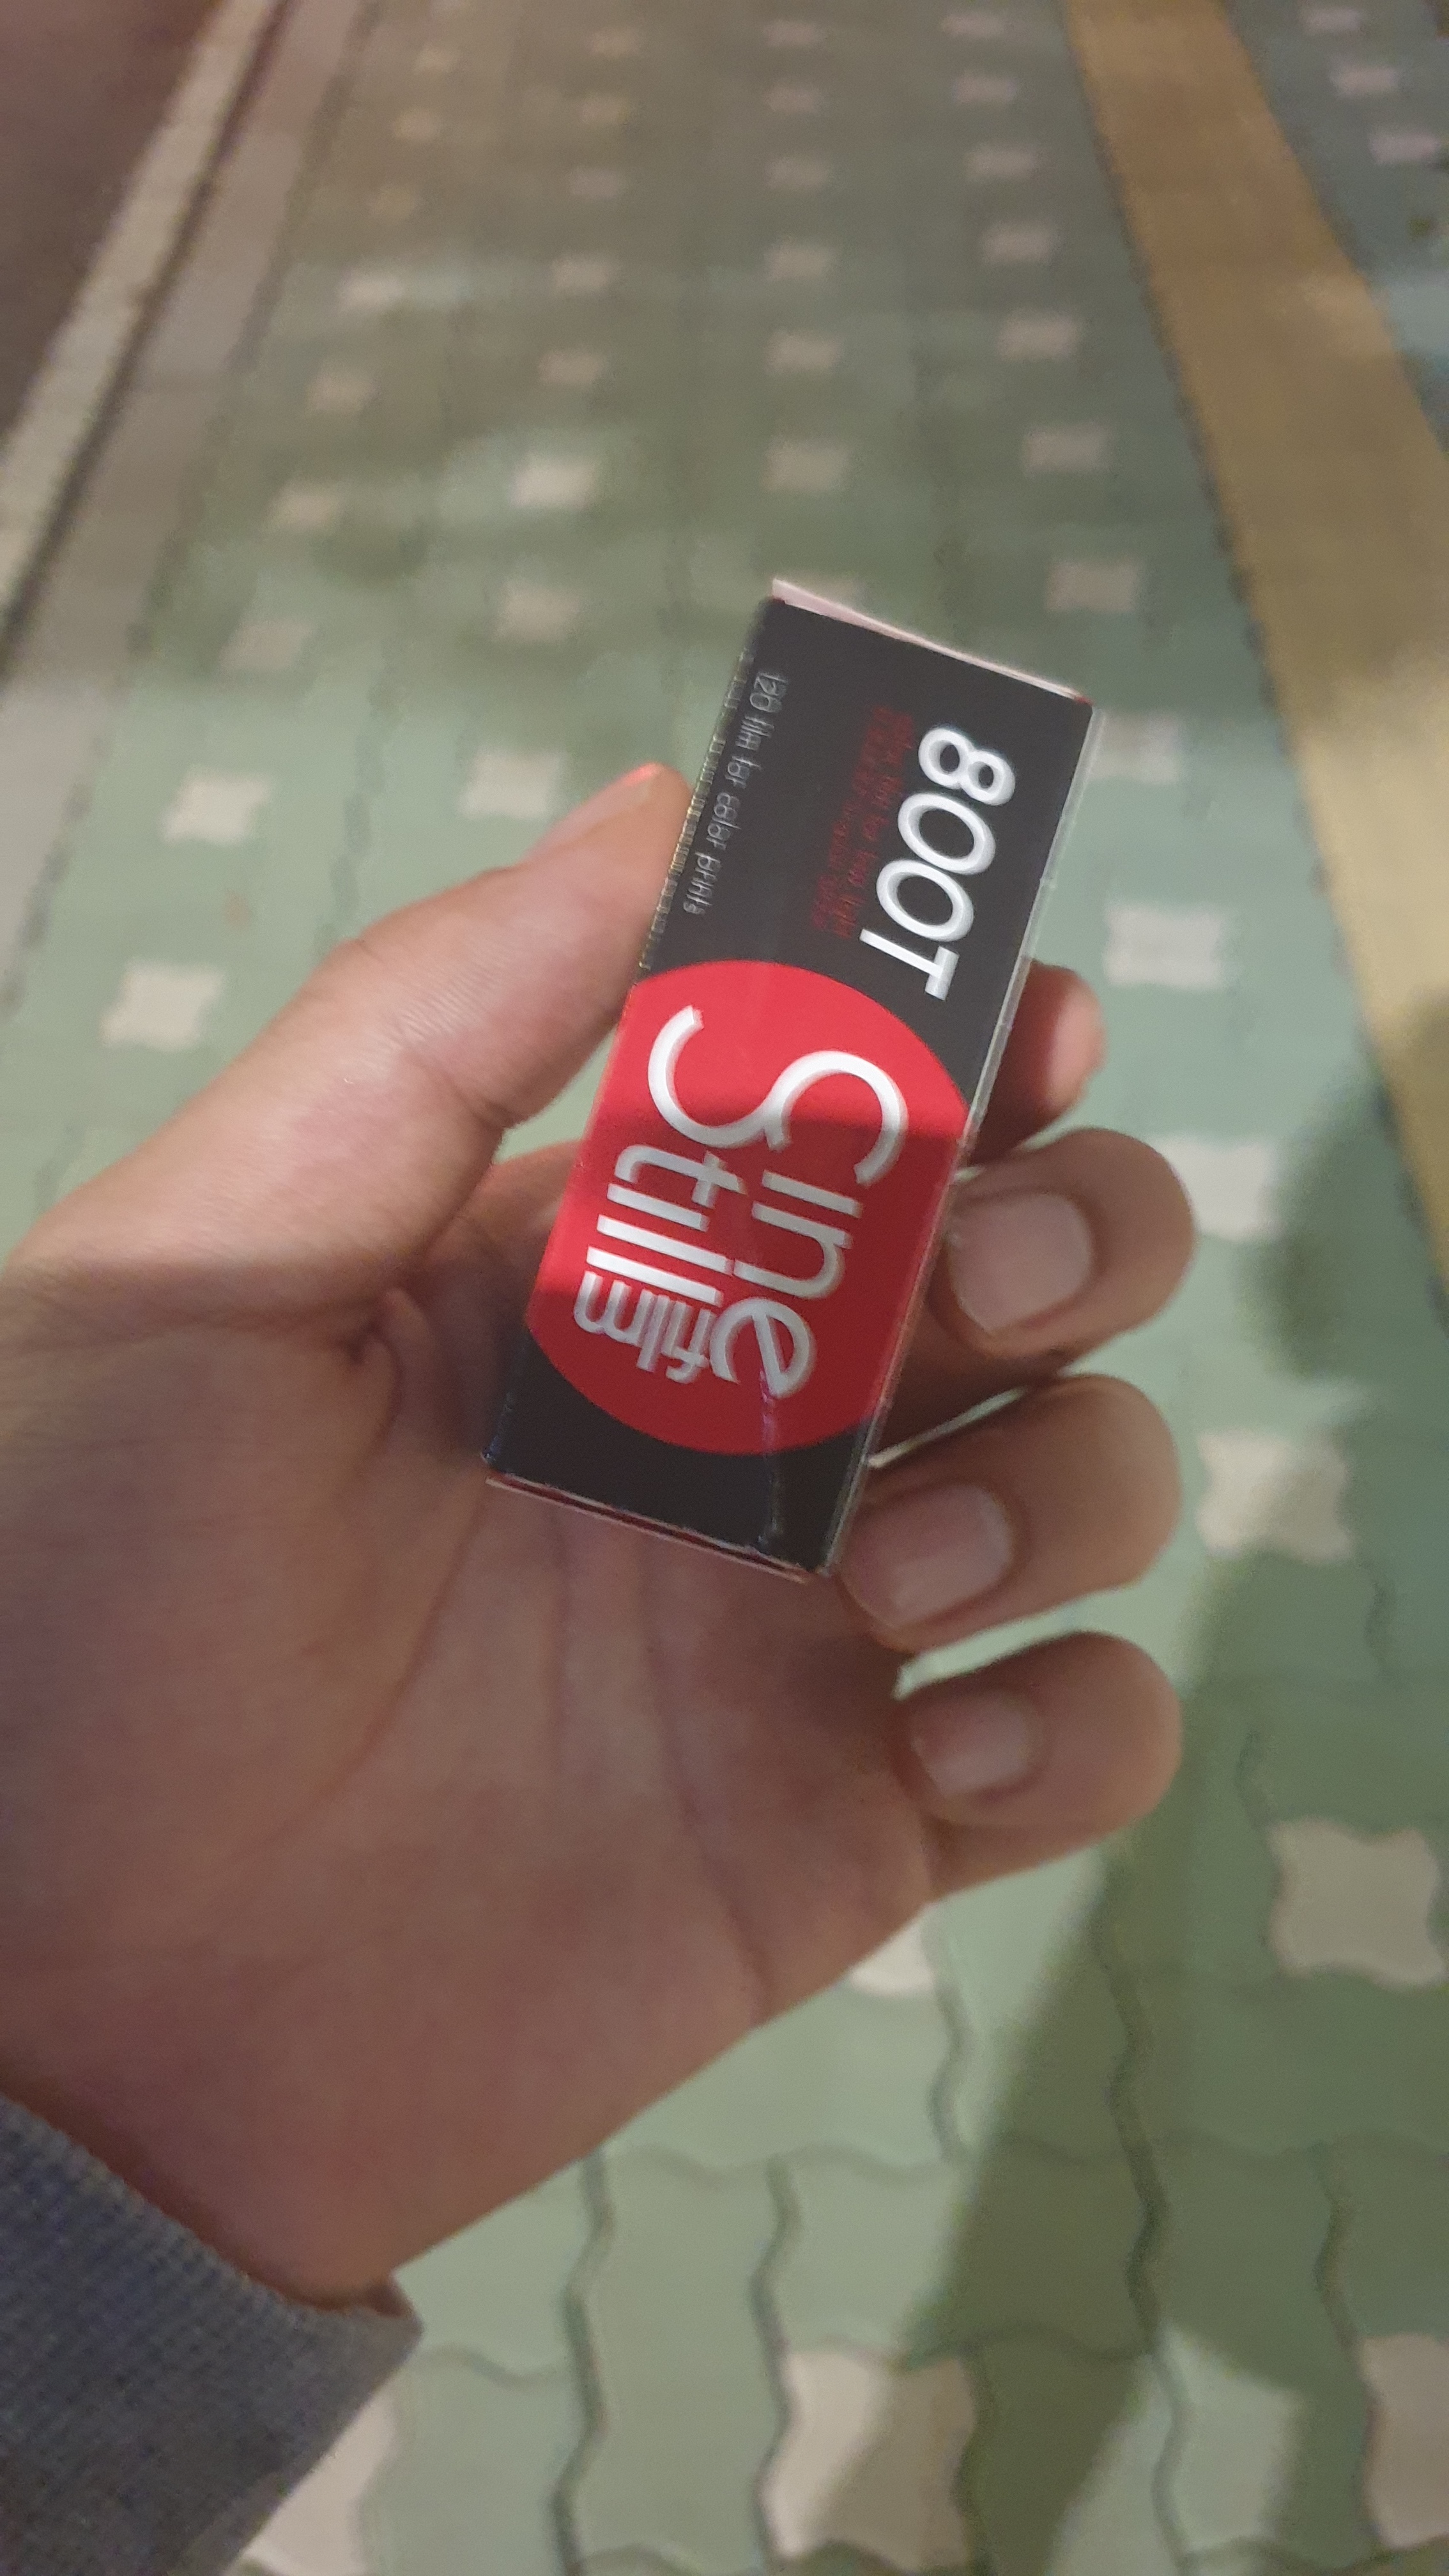 800T
120 film for color prints
Cine
Still
film